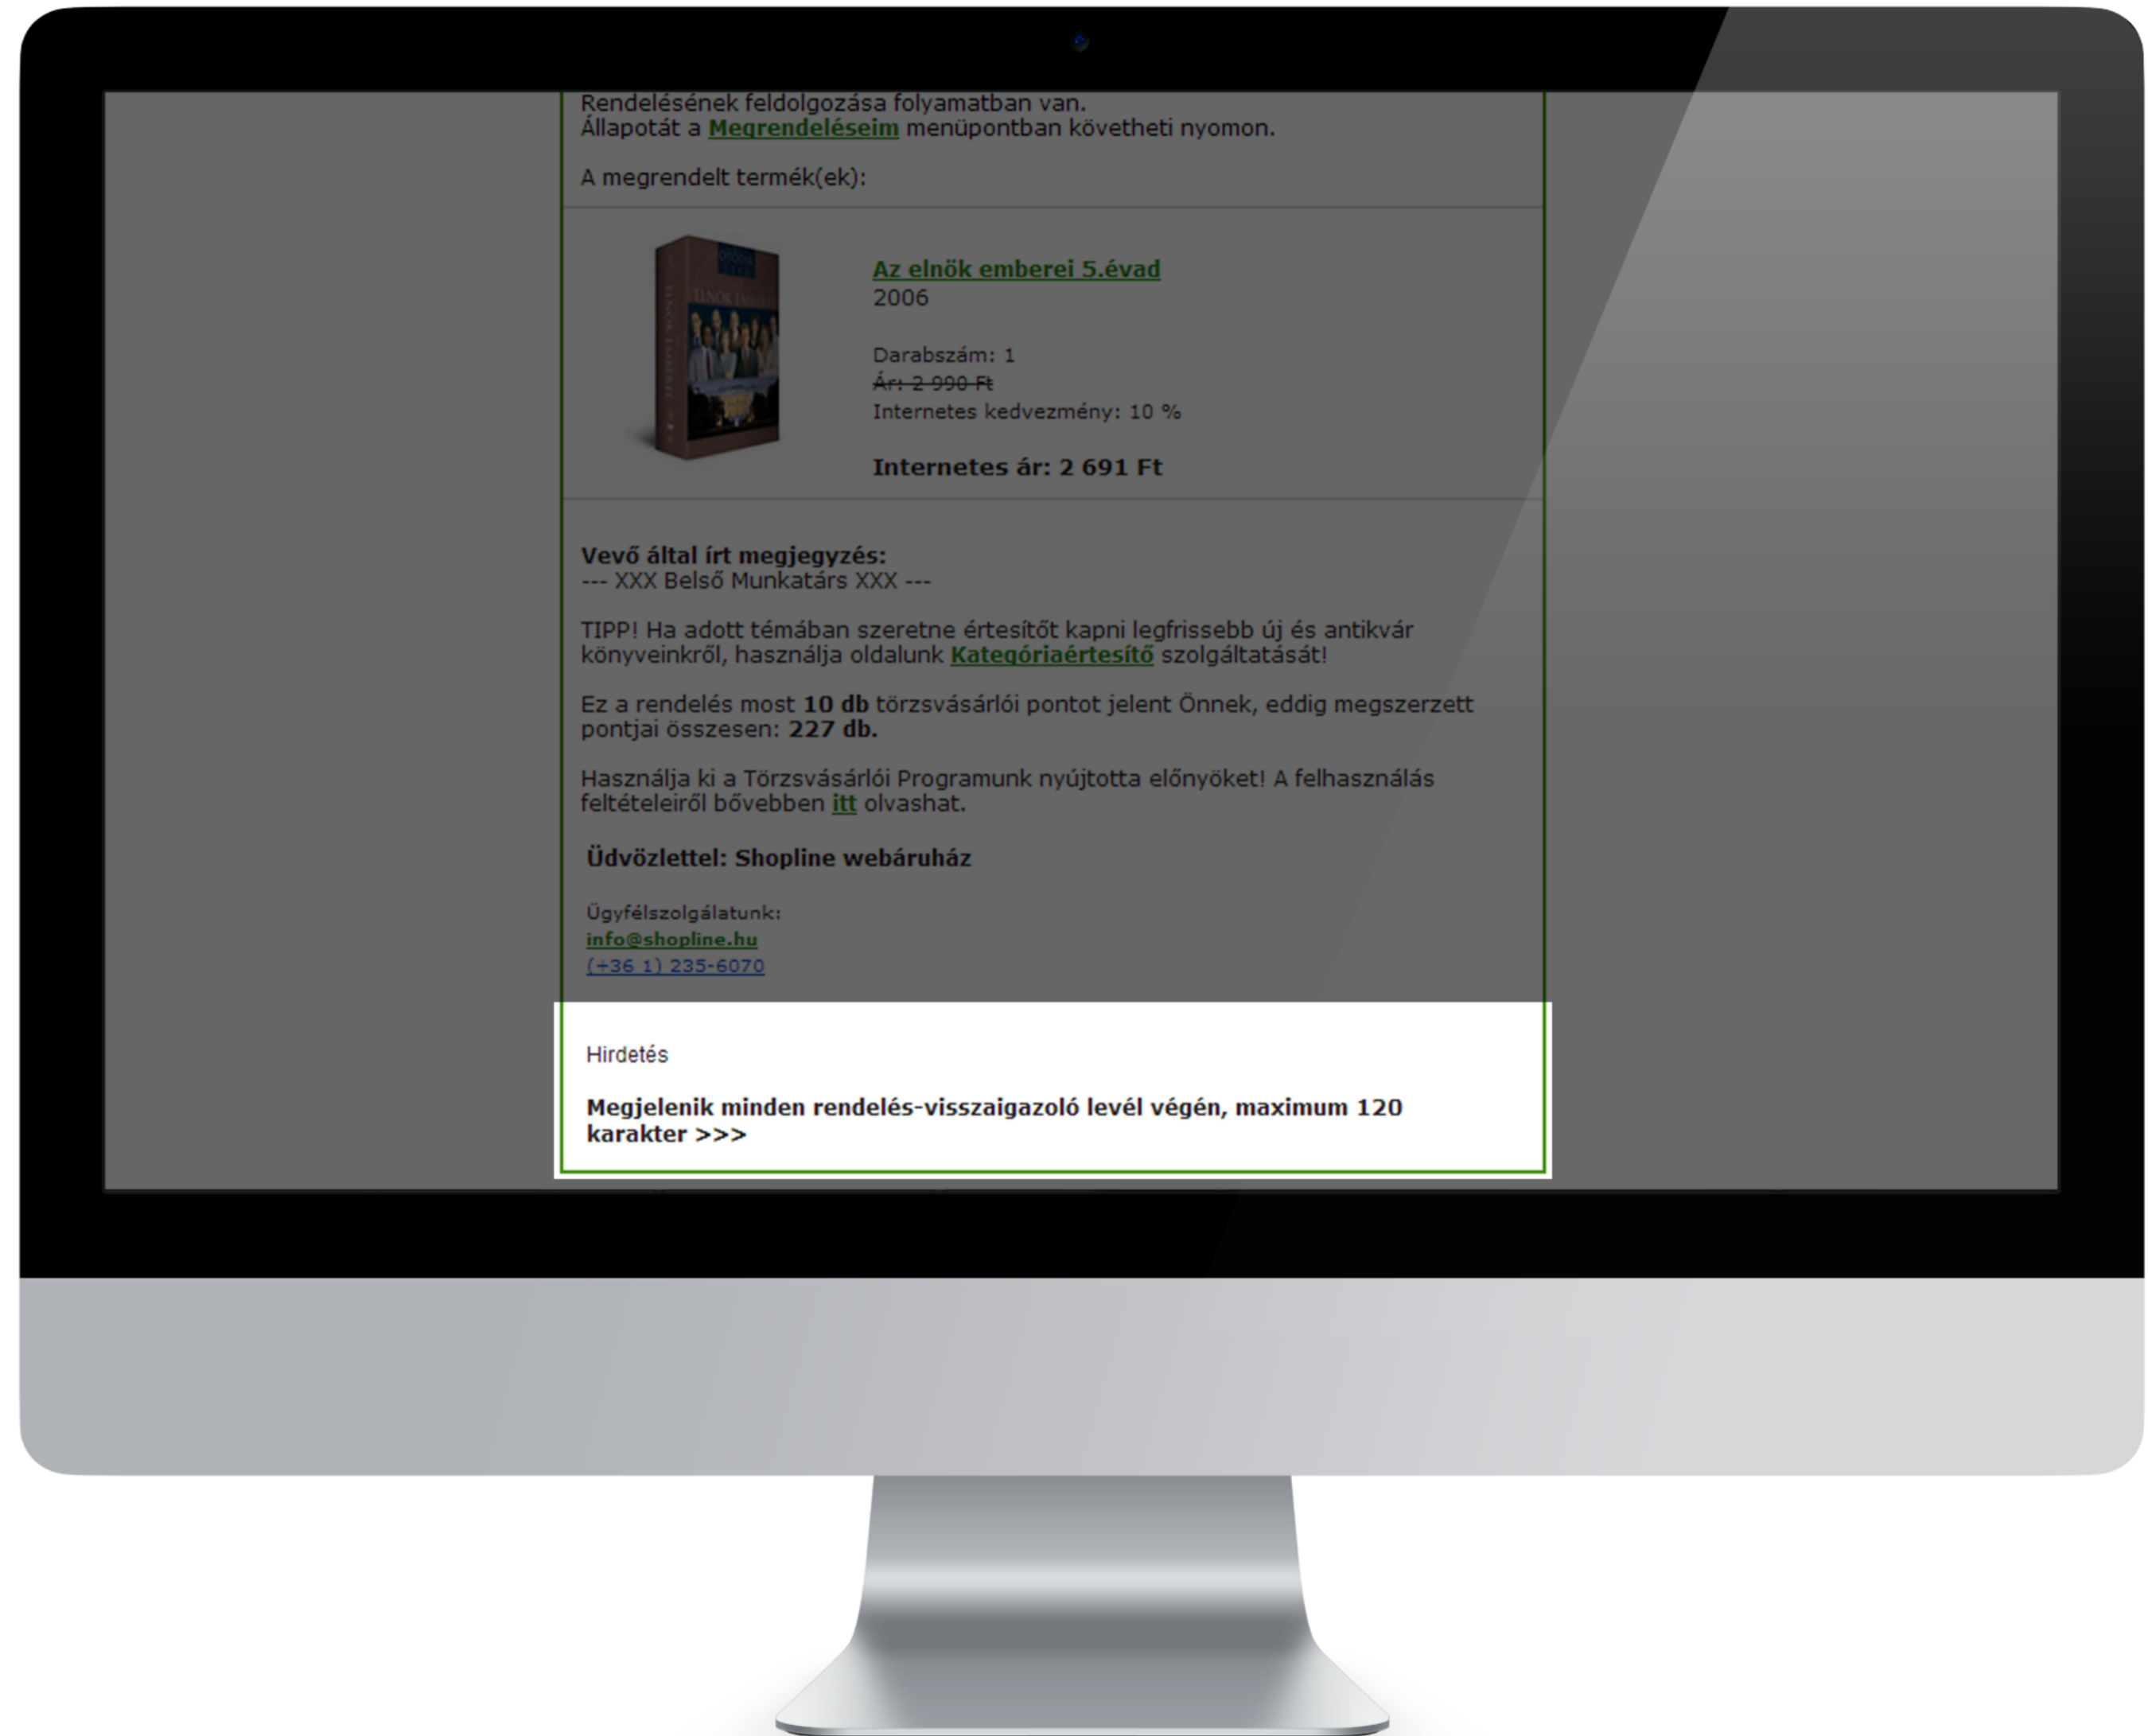 Rendelésének feldolgozása folyamatban van.
Állapotát a Megrendeléseim menüpontban követheti nyomon.
A megrendelt termék(ek):
ÖTÖDIK
ÉVAD
Az elnök emberei 5.évad
2006
Darabszám: 1
Ár: 2 990 Ft
Internetes kedvezmény: 10 %
Internetes ár: 2 691 Ft
Vevő által írt megjegyzés:
--- XXX Belső Munkatárs XXX ---
TIPP! Ha adott témában szeretne értesítőt kapni legfrissebb új és antikvár
könyveinkről, használja oldalunk Kategóriaértesítő szolgáltatását!
Ez a rendelés most 10 db törzsvásárlói pontot jelent Önnek, eddig megszerzett
pontjai összesen: 227 db.
Használja ki a Törzsvásárlói Programunk nyújtotta előnyöket! A felhasználás
feltételeiről bővebben itt olvashat.
Üdvözlettel: Shopline webáruház
Ügyfélszolgálatunk:
info@shopline.hu
(+36 1) 235-6070
Hirdetés
Megjelenik minden rendelés-visszaigazoló levél végén, maximum 120
karakter >>>